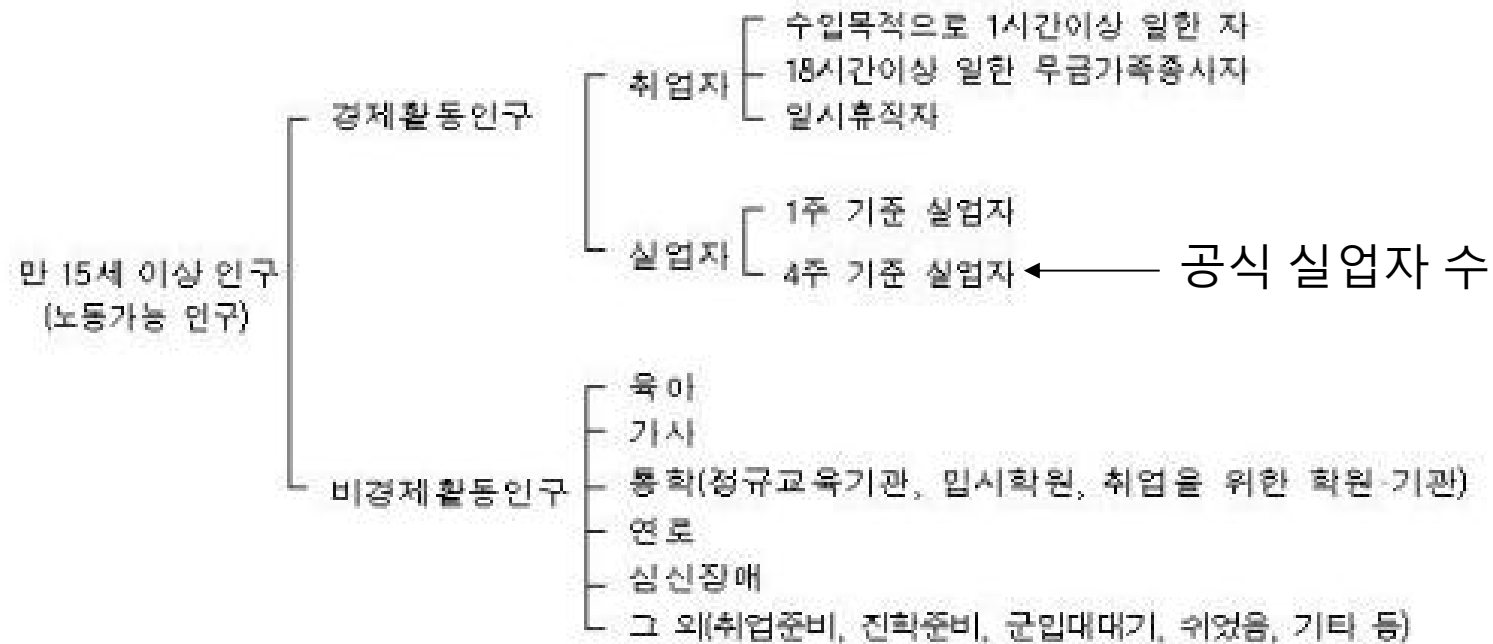 수입목적으로 1시간이상 일한 자
18시간이상 일한 무급가족종사자
일시휴직자
취업자
경제활동인구
1주 기준 실업자
실업자
4주 기준 실업자
공식 실업자 수
만 15세 이상 인구
(노동가능 인구)
육아
가사
통학(정규교육기관, 입시학원, 취업을 위한 학원·기관)
비경제활동인구
연로
심신장애
그 외(취업준비, 진학준비, 군입대대기, 쉬었음, 기타 등)